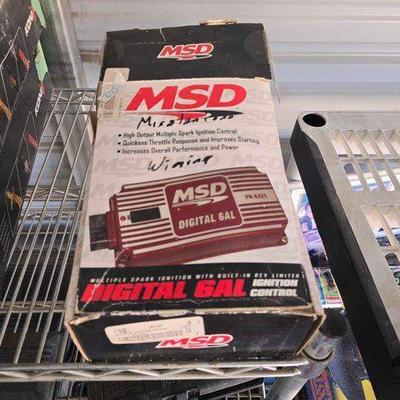 MSD
MSD
• High Output Multiple Spark Ignition Control
• Quickens Throttle Response and Improves Starting
• Increases Overall Performance and Power
Wiring
MSD
PN 6425
DIGITAL 6AL
MULTIPLE SPARK IGNITION WITH BUILT-IN REV LIMITER
DIGITAL 6AL IGNITION
CONTROL
MSD